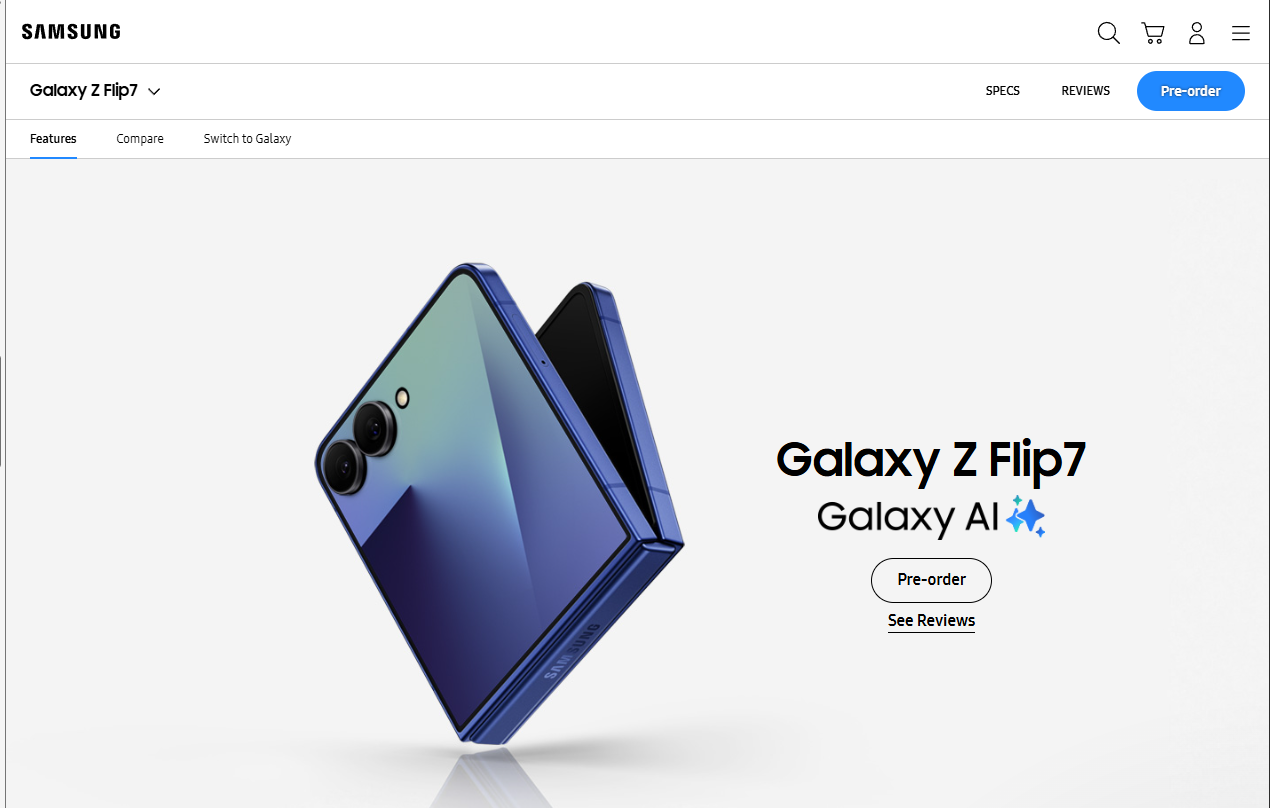 SAMSUNG
Galaxy Z Flip7
SPECS
REVIEWS
Pre-order
Features
Compare
Switch to Galaxy
SAMSUNG
Galaxy Z Flip7
Galaxy AI
Pre-order
See Reviews